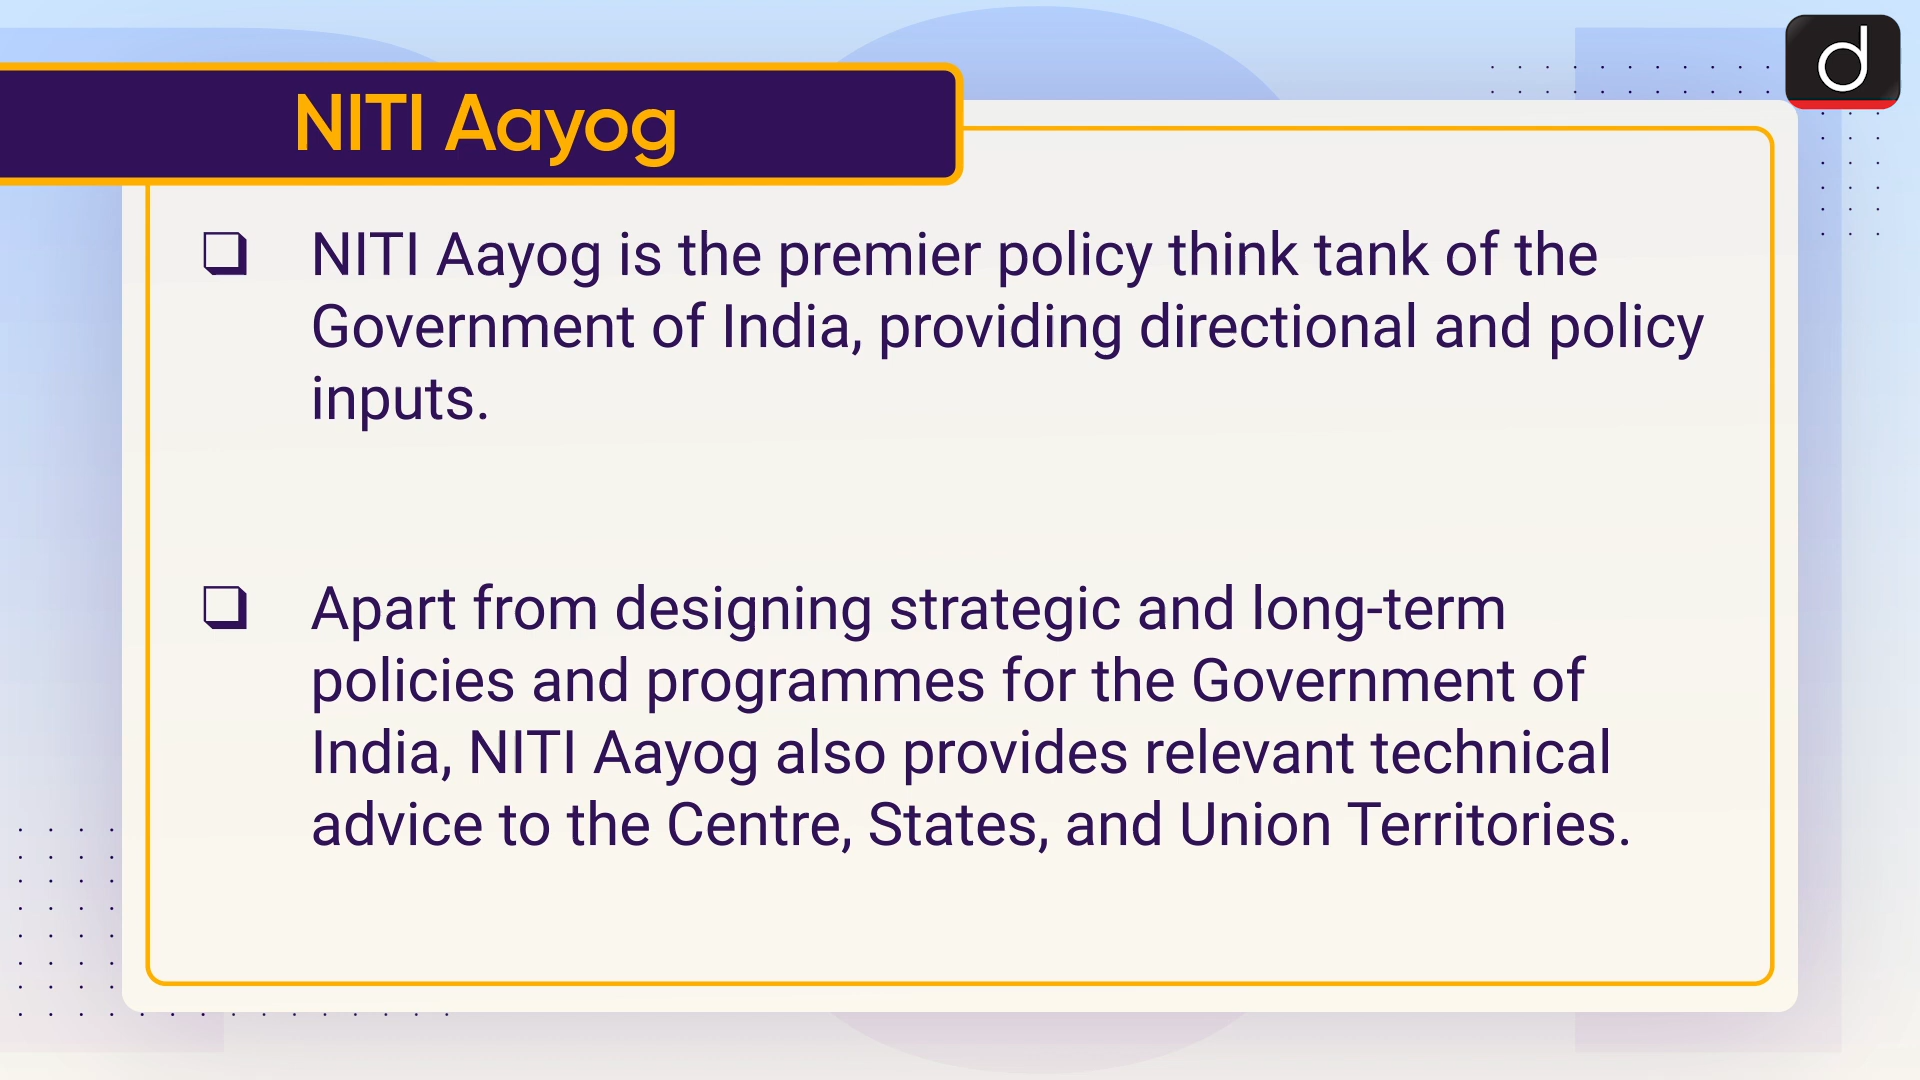 d
NITI Aayog
❑ NITI Aayog is the premier policy think tank of the
Government of India, providing directional and policy
inputs.
❑ Apart from designing strategic and long-term
policies and programmes for the Government of
India, NITI Aayog also provides relevant technical
advice to the Centre, States, and Union Territories.